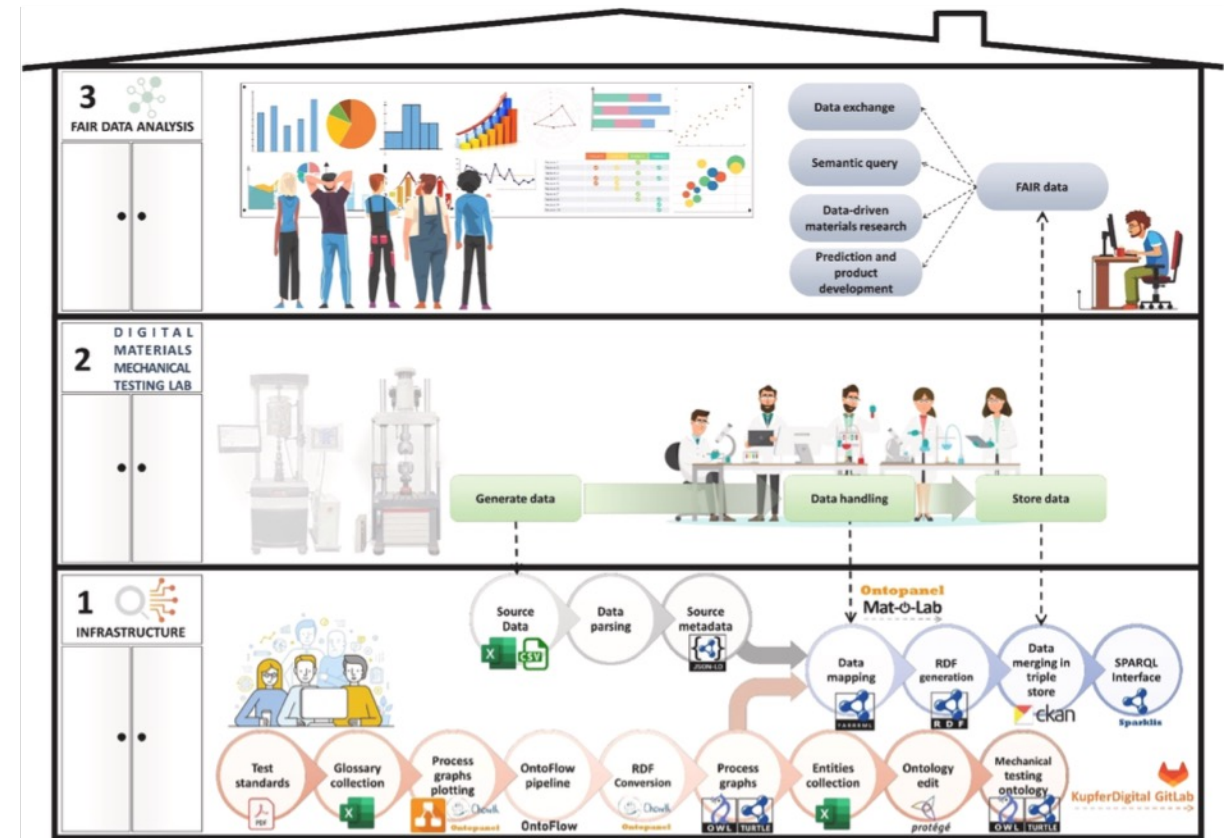 3
FAIR DATA ANALYSIS
Data exchange
Semantic query
Data-driven
materials research
Prediction and
product
development
FAIR data
2
DIGITAL
MATERIALS
MECHANICAL
TESTING LAB
Generate data
Data handling
Store data
1
INFRASTRUCTURE
Source
Data
CSV
Data
parsing
Source
metadata
JSON-LD
Ontopanel
Mat-O-Lab
Data
mapping
YARRRML
RDF
generation
RDF
Data
merging in
triple
store
ckan
SPARQL
Interface
Sparklis
Test
standards
PDF
Glossary
collection
Process
graphs
plotting
Chowlk
Ontopanel
OntoFlow
pipeline
OntoFlow
RDF
Conversion
Chowlk
Ontopanel
Process
graphs
OWL TURTLE
Entities
collection
Ontology
edit
protégé
Mechanical
testing
ontology
OWL TURTLE
KupferDigital GitLab